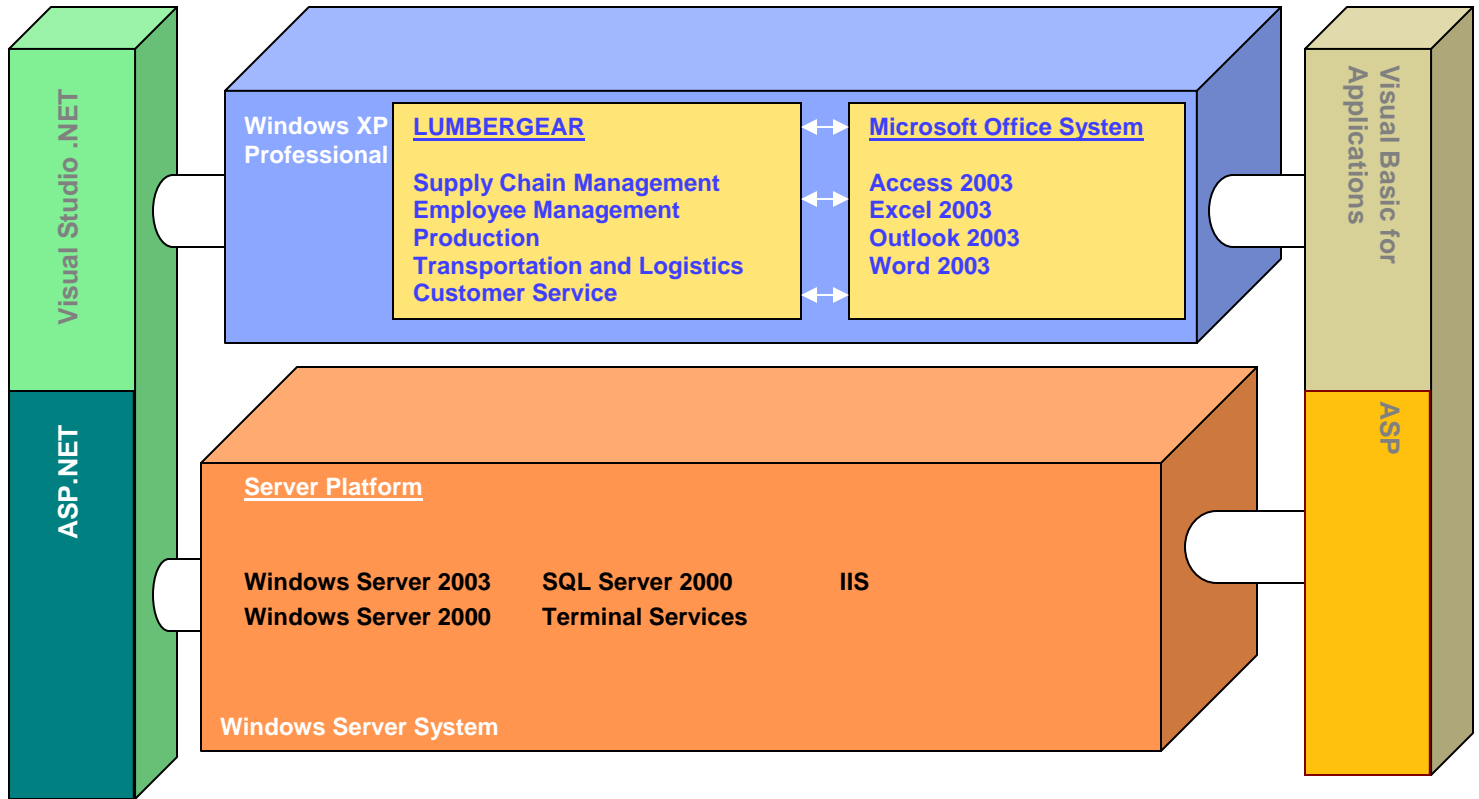 Visual Studio .NET
ASP.NET
Windows XP
Professional
LUMBERGEAR
Supply Chain Management
Employee Management
Production
Transportation and Logistics
Customer Service
Microsoft Office System
Access 2003
Excel 2003
Outlook 2003
Word 2003
Visual Basic for
Applications
ASP
Server Platform
Windows Server 2003 SQL Server 2000 IIS
Windows Server 2000 Terminal Services
Windows Server System